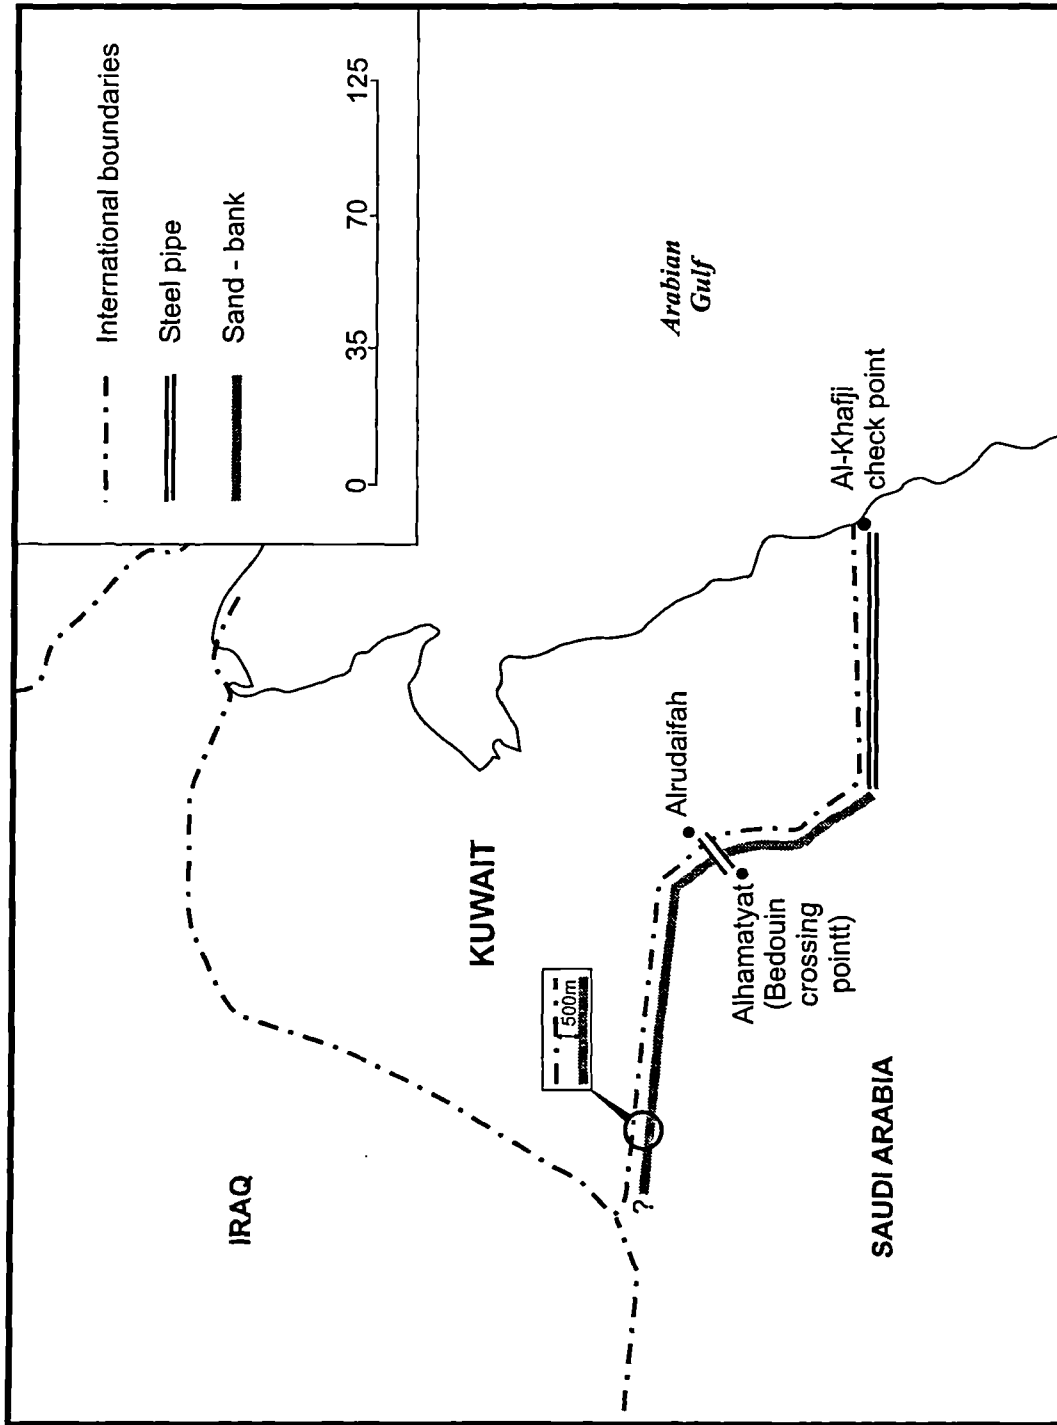 International boundaries
Steel pipe
Sand - bank
0 35 70 125
IRAQ
KUWAIT
Arabian
Gulf
500m
Alrudaifah
?
Alhamatyat
(Bedouin
crossing
pointt)
Al-Khafji
check point
SAUDI ARABIA